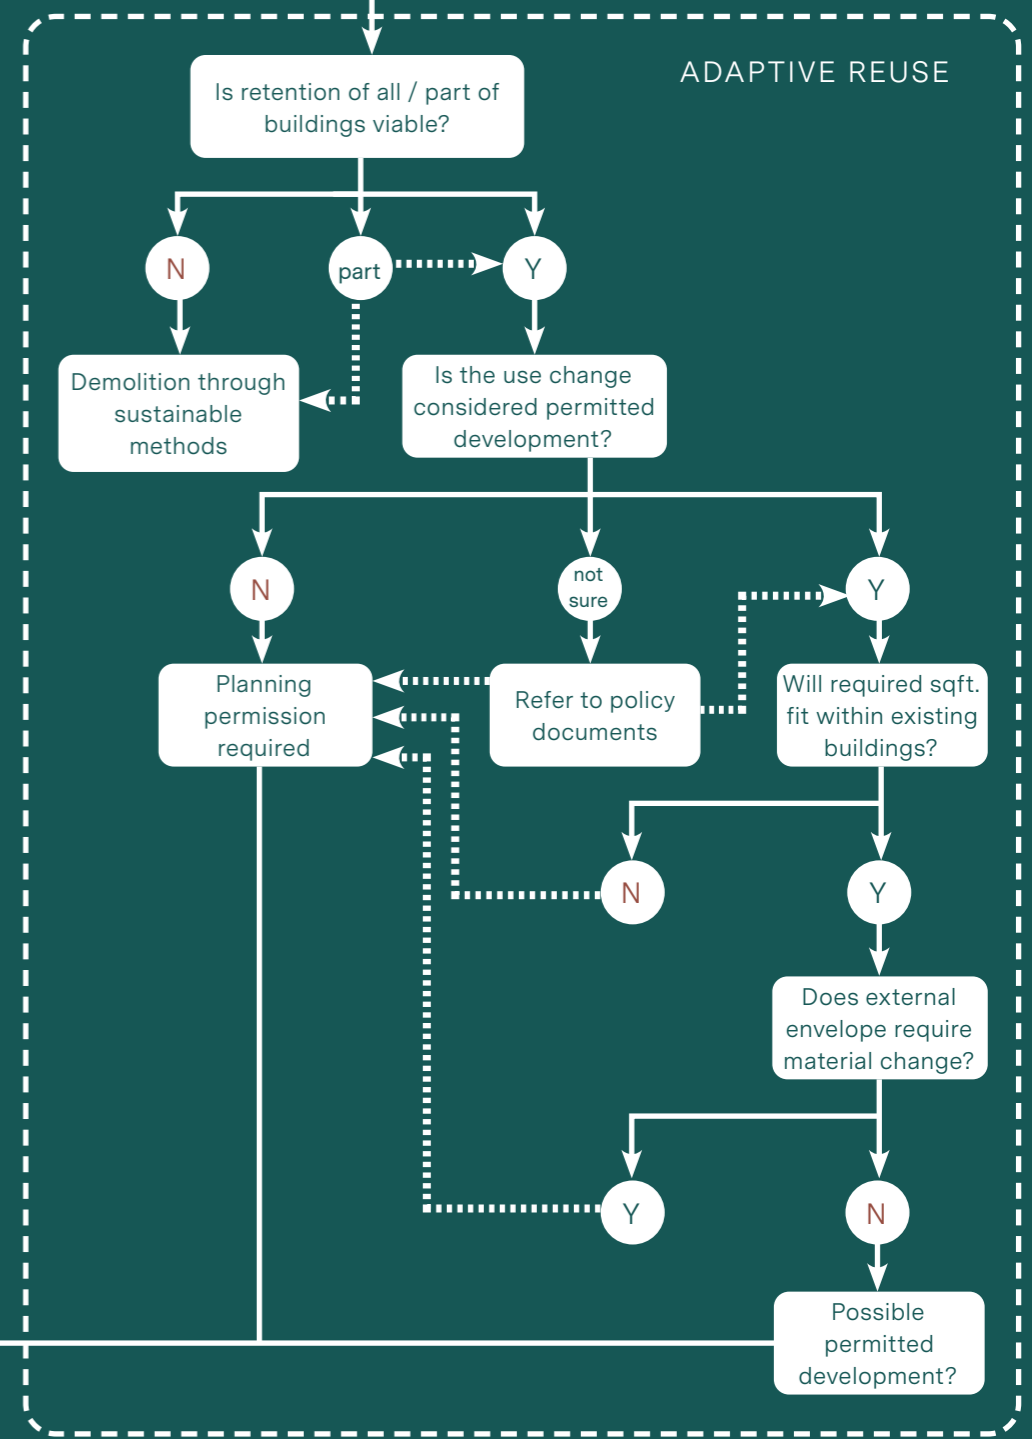 ADAPTIVE REUSE
Is retention of all / part of
buildings viable?
N
part
Y
Demolition through
sustainable
methods
Is the use change
considered permitted
development?
N
not
sure
Y
Planning
permission
required
Refer to policy
documents
Will required sqft.
fit within existing
buildings?
N
Y
Does external
envelope require
material change?
Y
N
Possible
permitted
development?